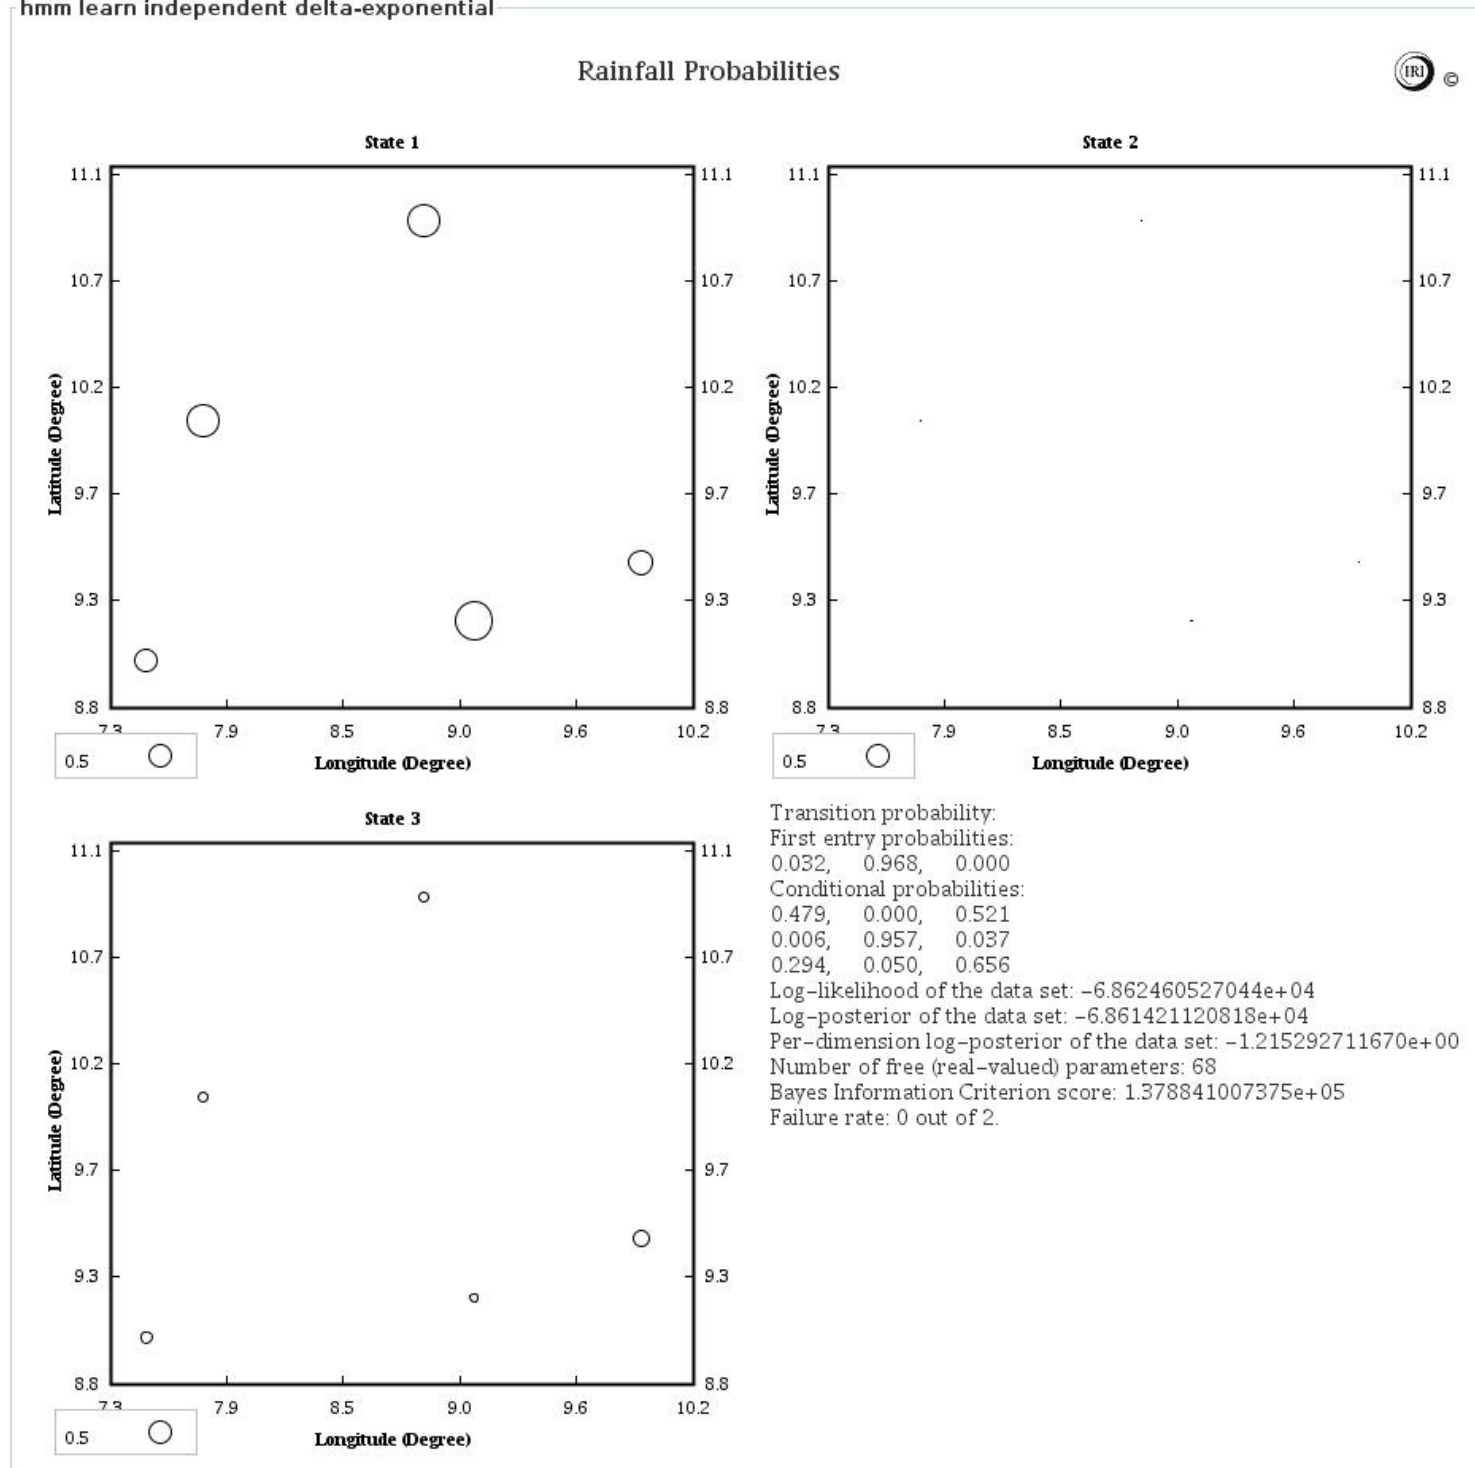 hmm learn independent delta-exponential
Rainfall Probabilities
IRI ©
State 1
11.1 11.1
10.7 10.7
10.2 10.2
Latitude (Degree)
9.7 9.7
9.3 9.3
8.8 8.8
7.3 7.9 8.5 9.0 9.6 10.2
0.5
Longitude (Degree)
State 2
11.1 11.1
10.7 10.7
10.2 10.2
Latitude (Degree)
9.7 9.7
9.3 9.3
8.8 8.8
7.3 7.9 8.5 9.0 9.6 10.2
0.5
Longitude (Degree)
State 3
11.1 11.1
10.7 10.7
10.2 10.2
Latitude (Degree)
9.7 9.7
9.3 9.3
8.8 8.8
7.3 7.9 8.5 9.0 9.6 10.2
0.5
Longitude (Degree)
Transition probability:
First entry probabilities:
0.032, 0.968, 0.000
Conditional probabilities:
0.479, 0.000, 0.521
0.006, 0.957, 0.037
0.294, 0.050, 0.656
Log-likelihood of the data set: -6.862460527044e+04
Log-posterior of the data set: -6.861421120818e+04
Per-dimension log-posterior of the data set: -1.215292711670e+00
Number of free (real-valued) parameters: 68
Bayes Information Criterion score: 1.378841007375e+05
Failure rate: 0 out of 2.